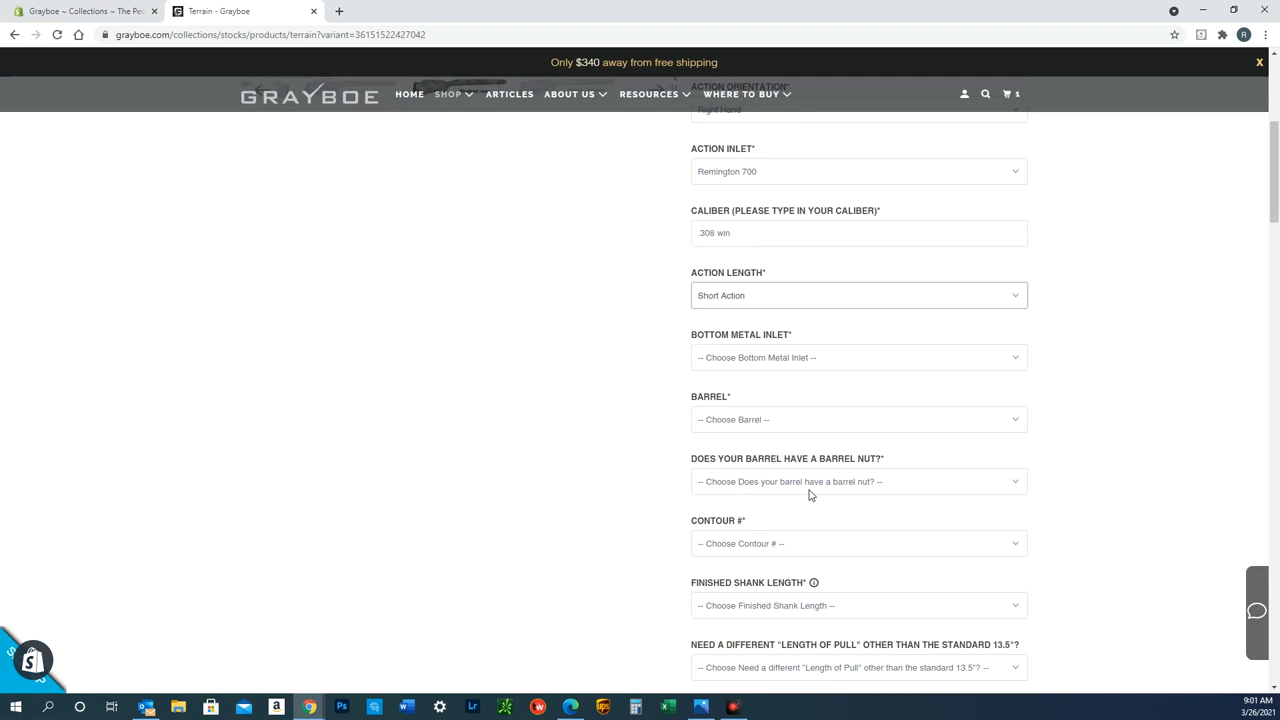 Grayboe ~ Collections ~ The Pe
Terrain - Grayboe
grayboe.com/collections/stocks/products/terrain?variant=36151522427042
R
Only $340 away from free shipping
X
GRAYBOE
HOME SHOP ARTICLES ABOUT US RESOURCES WHERE TO BUY
1
ACTION ORIENTATION*
Right Hand
ACTION INLET*
Remington 700
CALIBER (PLEASE TYPE IN YOUR CALIBER)*
.308 win
ACTION LENGTH*
Short Action
BOTTOM METAL INLET*
-- Choose Bottom Metal Inlet --
BARREL*
-- Choose Barrel --
DOES YOUR BARREL HAVE A BARREL NUT?*
-- Choose Does your barrel have a barrel nut? --
CONTOUR #*
-- Choose Contour # --
FINISHED SHANK LENGTH*
-- Choose Finished Shank Length --
NEED A DIFFERENT "LENGTH OF PULL" OTHER THAN THE STANDARD 13.5"?
-- Choose Need a different "Length of Pull" other than the standard 13.5"? --
9:01 AM
3/26/2021